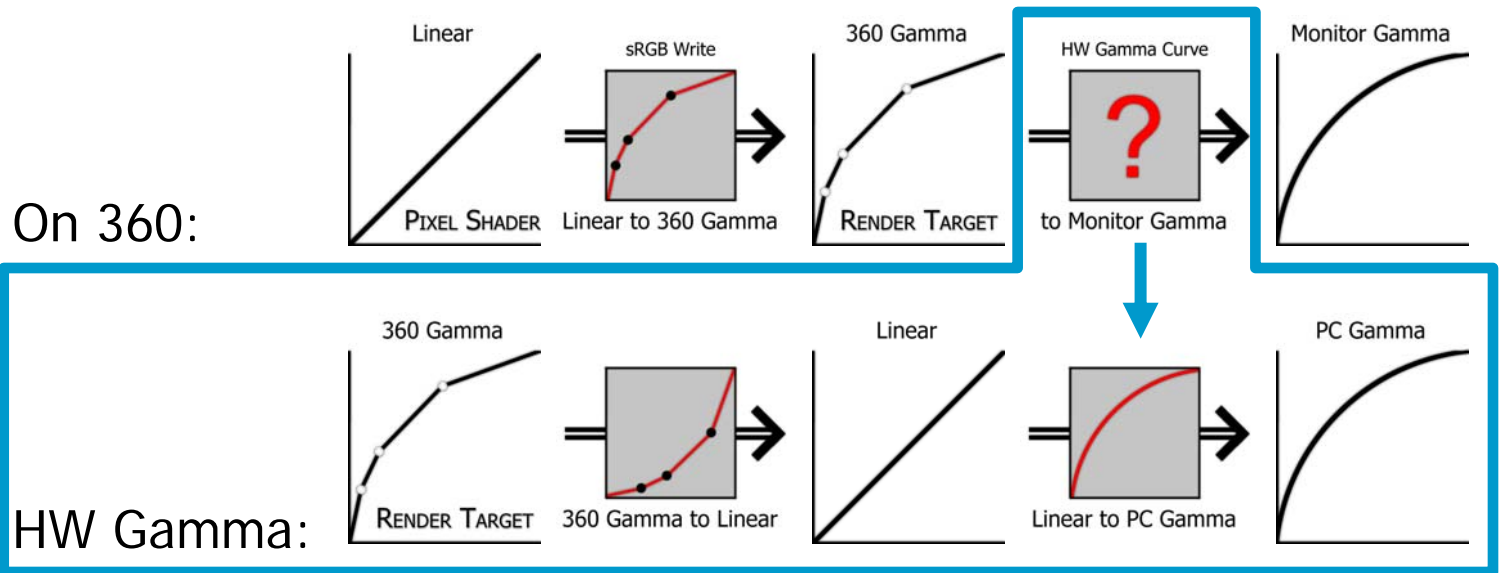 Linear
sRGB Write
360 Gamma
HW Gamma Curve
Monitor Gamma
?
On 360:
PIXEL SHADER
Linear to 360 Gamma
RENDER TARGET
to Monitor Gamma
360 Gamma
Linear
PC Gamma
HW Gamma:
RENDER TARGET
360 Gamma to Linear
Linear to PC Gamma